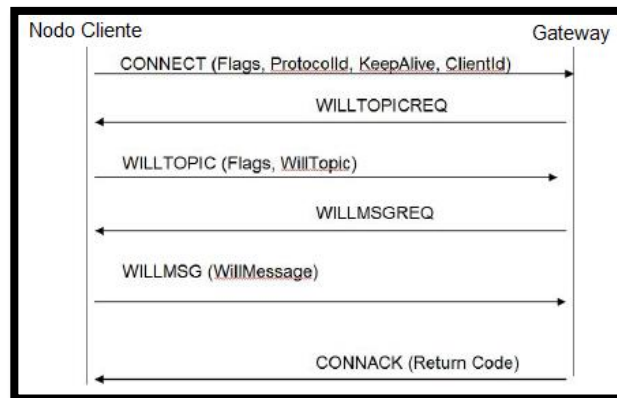 Nodo Cliente
Gateway
CONNECT (Flags, ProtocolId, KeepAlive, ClientId)
WILLTOPICREQ
WILLTOPIC (Flags, WillTopic)
WILLMSGREQ
WILLMSG (WillMessage)
CONNACK (Return Code)